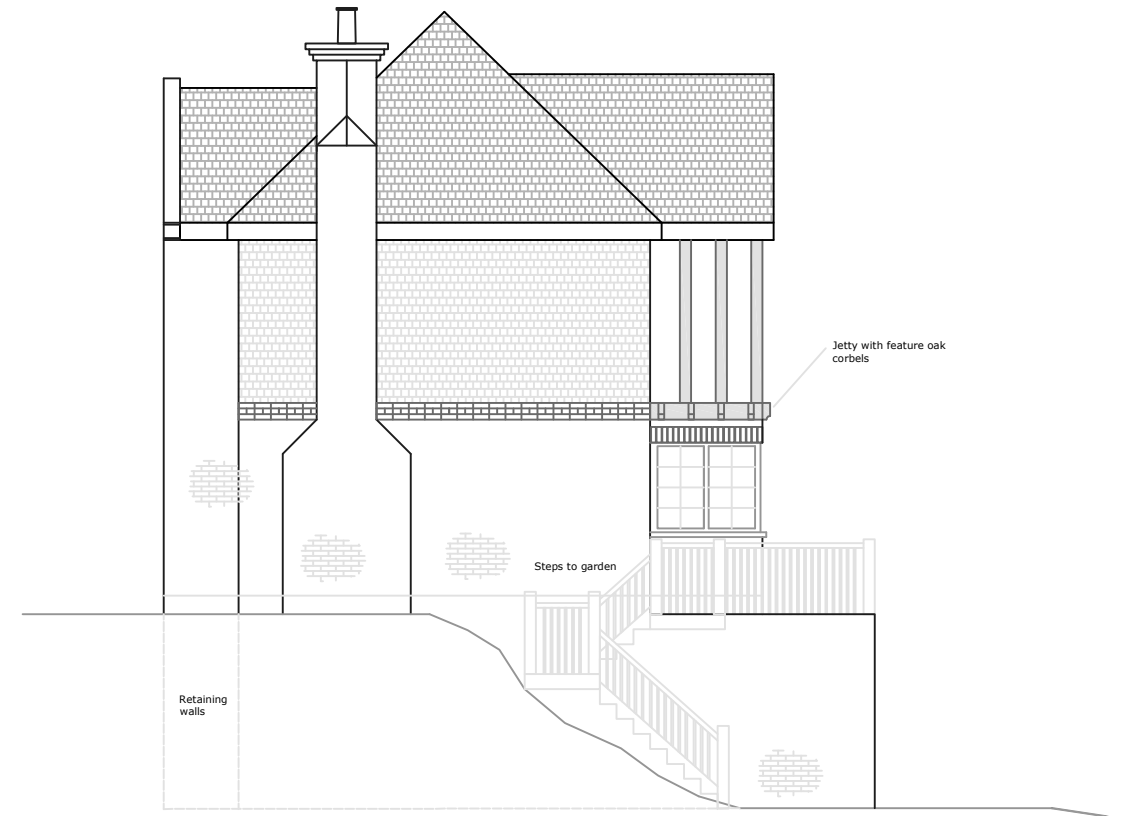 Jetty with feature oak
corbels
Steps to garden
Retaining
walls